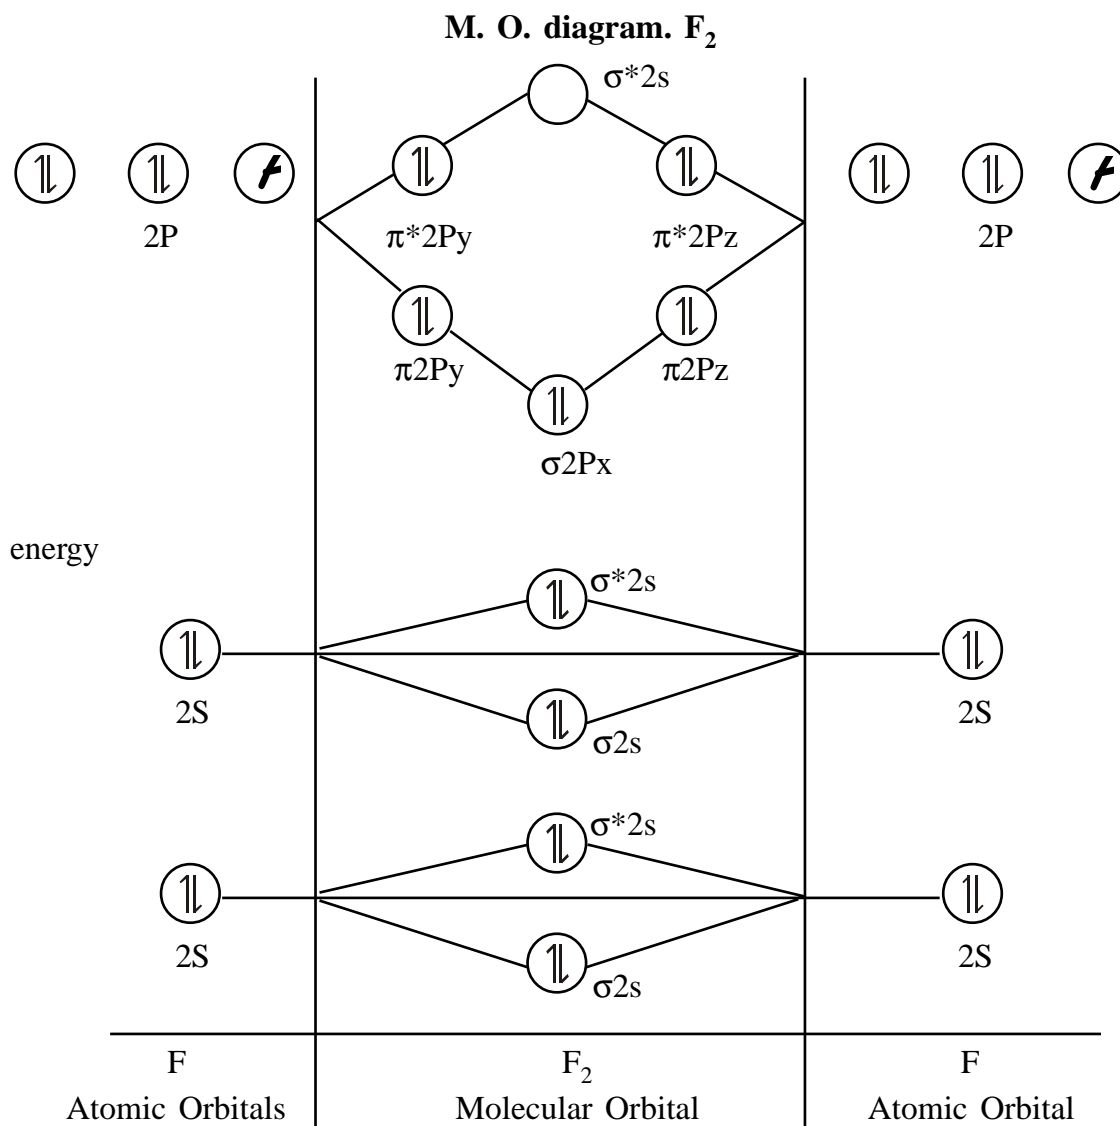 M. O. diagram. F₂
σ*2s
2P
π*2Py
π*2Pz
2P
π2Py
π2Pz
σ2Px
energy
σ*2s
2S
2S
σ2s
σ*2s
2S
2S
σ2s
F
F₂
F
Atomic Orbitals
Molecular Orbital
Atomic Orbital